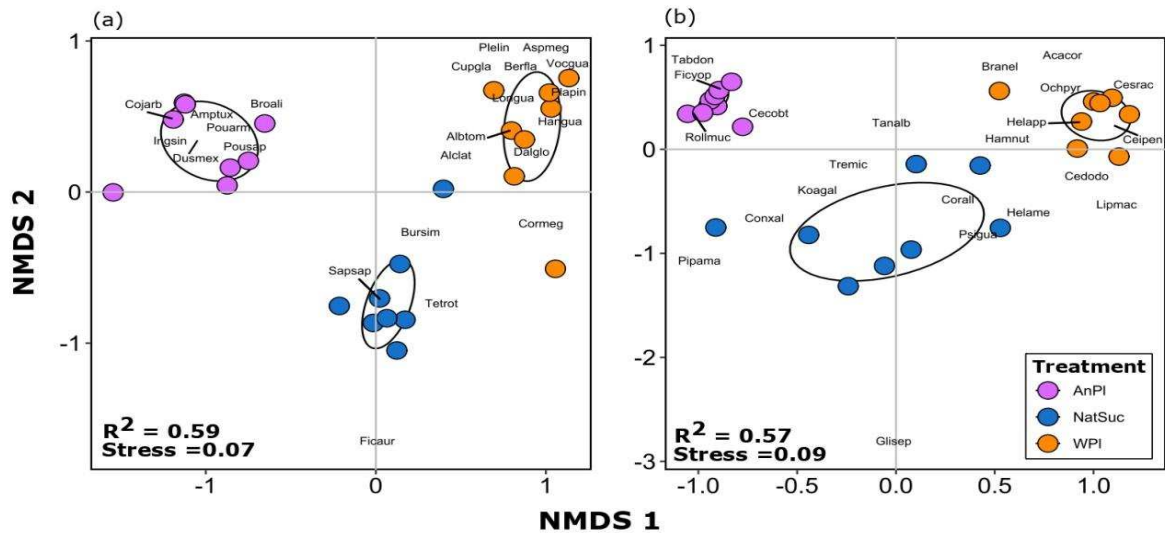 (a)
Plelin Aspmeg
Cupgla Berfla Vocgua
Longua Hapin
Hangua
Cojarb Amptux Broali
Pouarm
Ingsin Pousap
Dusmex
Albtom
Alclat Dalglo
Cormeg
Bursim
Sapsap
Tetrot
Ficaur
R² = 0.59
Stress =0.07
1
0
-1
-1 0 1
(b)
Tabdon
Ficyop
Cecobt
Rollmuc
Branel Acacor
Ochpyr Cesrac
Helapp
Tanalb Hamnut Ceipen
Tremic Cedodo
Koagal Corall Lipmac
Conxal Helame
Psigua
Pipama
Glisep
R² = 0.57
Stress =0.09
1
0
-1
-2
-3
-1.0 -0.5 0.0 0.5 1.0
Treatment
AnPl
NatSuc
WPl
NMDS 2
NMDS 1